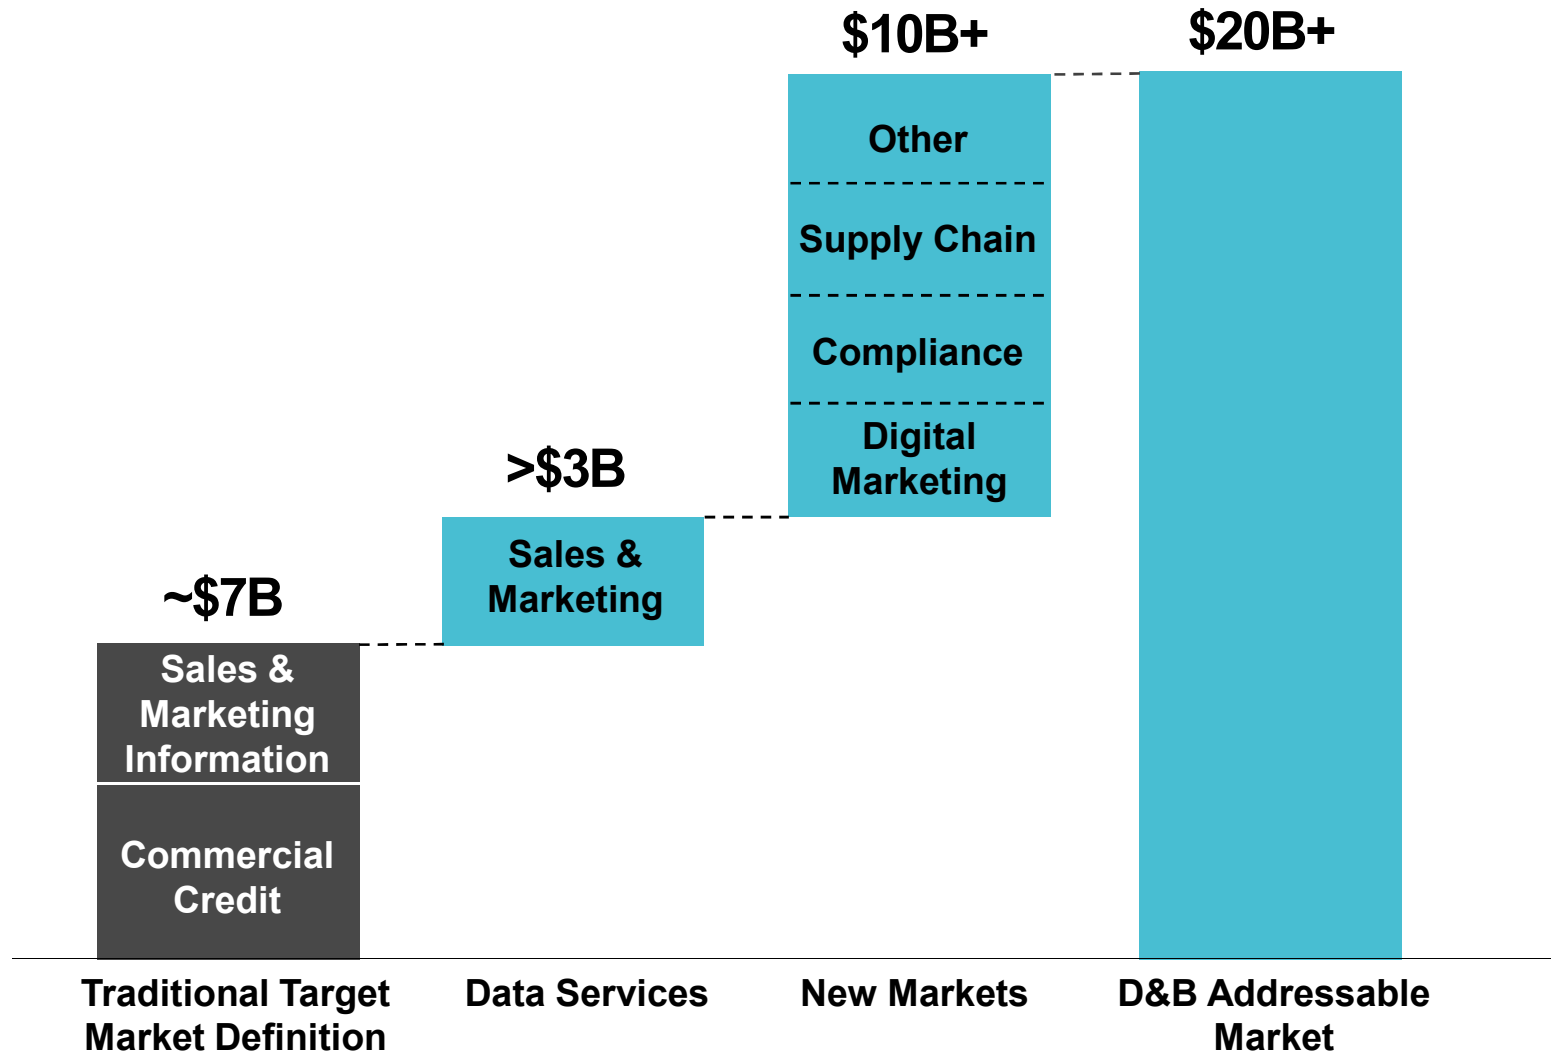 $10B+
$20B+
Other
Supply Chain
Compliance
Digital
Marketing
>$3B
Sales &
Marketing
~$7B
Sales &
Marketing
Information
Commercial
Credit
Traditional Target
Market Definition
Data Services
New Markets
D&B Addressable
Market